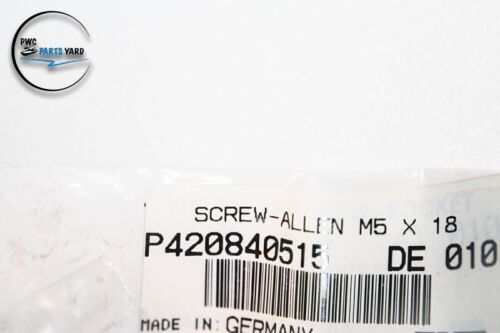 PWC
PARTS YARD
SCREW-ALLEN M5 X 18
P420840515 DE 010
MADE IN: GERMANY